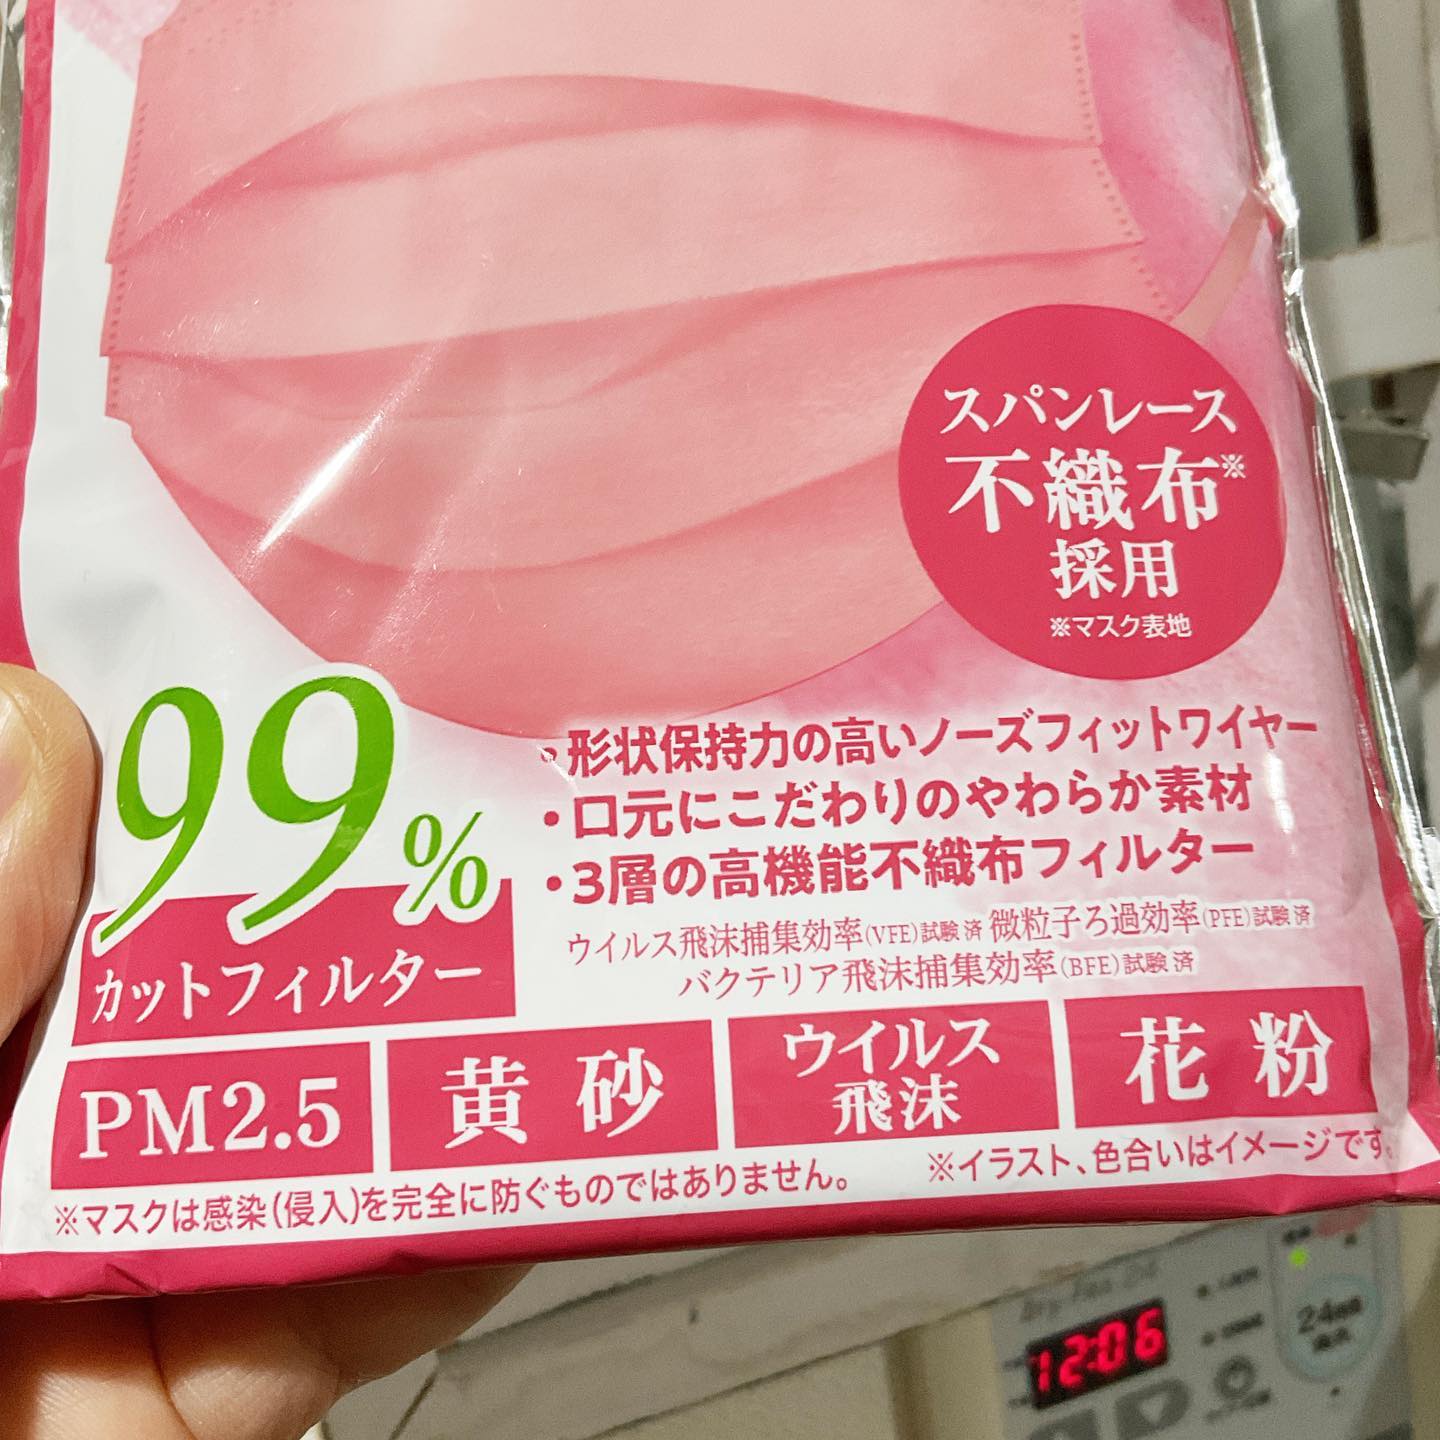 スパンレース
不織布※
採用
※マスク表地
99%
カットフィルター
・形状保持力の高いノーズフィットワイヤー
・口元にこだわりのやわらか素材
・3層の高機能不織布フィルター
ウイルス飛沫捕集効率(VFE)試験済 微粒子ろ過効率(PFE)試験済
バクテリア飛沫捕集効率(BFE)試験済
PM2.5
黄砂
ウイルス
飛沫
花粉
※マスクは感染(侵入)を完全に防ぐものではありません。
※イラスト、色合いはイメージです。
12:06
24時間